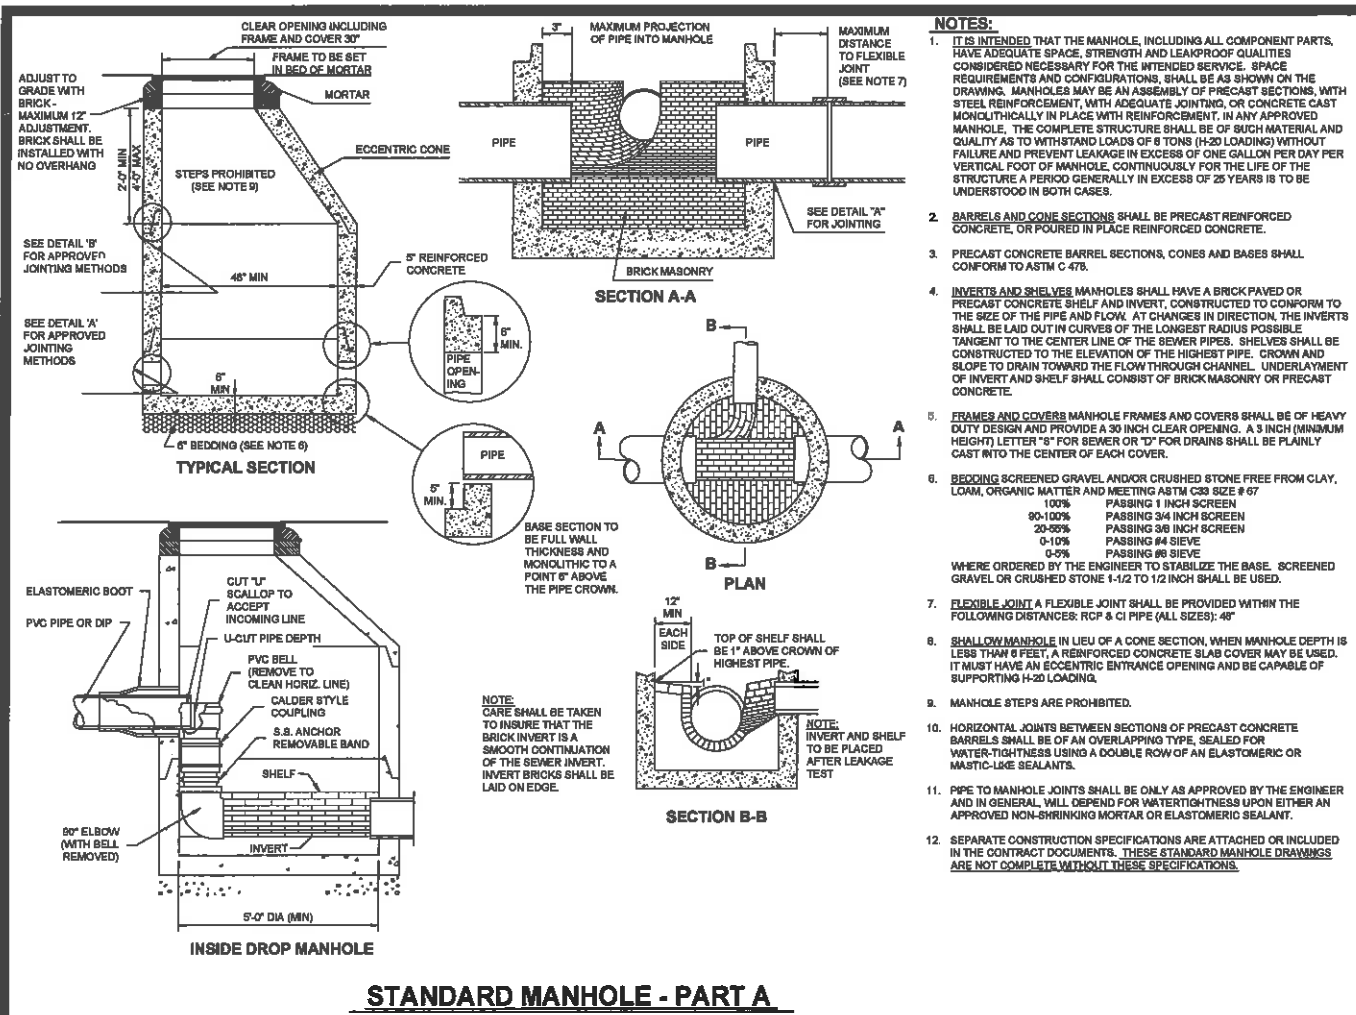 CLEAR OPENING INCLUDING
FRAME AND COVER 30"
FRAME TO BE SET
IN BED OF MORTAR
MORTAR
ADJUST TO
GRADE WITH
BRICK -
MAXIMUM 12"
ADJUSTMENT.
BRICK SHALL BE
INSTALLED WITH
NO OVERHANG
2'-0" MIN
4'-0" MAX
STEPS PROHIBITED
(SEE NOTE 9)
ECCENTRIC CONE
SEE DETAIL 'B'
FOR APPROVED
JOINTING METHODS
48" MIN
5" REINFORCED
CONCRETE
SEE DETAIL 'A'
FOR APPROVED
JOINTING
METHODS
6"
MIN
6" BEDDING (SEE NOTE 6)
TYPICAL SECTION
6"
MIN.
PIPE
OPEN-
ING
PIPE
5"
MIN.
BASE SECTION TO
BE FULL WALL
THICKNESS AND
MONOLITHIC TO A
POINT 6" ABOVE
THE PIPE CROWN.
3"
MAXIMUM PROJECTION
OF PIPE INTO MANHOLE
MAXIMUM
DISTANCE
TO FLEXIBLE
JOINT
(SEE NOTE 7)
PIPE
PIPE
SEE DETAIL "A"
FOR JOINTING
BRICK MASONRY
SECTION A-A
B
A
A
B
PLAN
ELASTOMERIC BOOT
PVC PIPE OR DIP
CUT "U"
SCALLOP TO
ACCEPT
INCOMING LINE
U-CUT PIPE DEPTH
PVC BELL
(REMOVE TO
CLEAN HORIZ. LINE)
CALDER STYLE
COUPLING
S.S. ANCHOR
REMOVABLE BAND
SHELF
90° ELBOW
(WITH BELL
REMOVED)
INVERT
5'-0" DIA (MIN)
INSIDE DROP MANHOLE
NOTE:
CARE SHALL BE TAKEN
TO INSURE THAT THE
BRICK INVERT IS A
SMOOTH CONTINUATION
OF THE SEWER INVERT.
INVERT BRICKS SHALL BE
LAID ON EDGE.
12"
MIN
EACH
SIDE
TOP OF SHELF SHALL
BE 1" ABOVE CROWN OF
HIGHEST PIPE.
NOTE:
INVERT AND SHELF
TO BE PLACED
AFTER LEAKAGE
TEST
SECTION B-B
NOTES:
1. IT IS INTENDED THAT THE MANHOLE, INCLUDING ALL COMPONENT PARTS,
HAVE ADEQUATE SPACE, STRENGTH AND LEAKPROOF QUALITIES
CONSIDERED NECESSARY FOR THE INTENDED SERVICE. SPACE
REQUIREMENTS AND CONFIGURATIONS, SHALL BE AS SHOWN ON THE
DRAWING. MANHOLES MAY BE AN ASSEMBLY OF PRECAST SECTIONS, WITH
STEEL REINFORCEMENT, WITH ADEQUATE JOINTING, OR CONCRETE CAST
MONOLITHICALLY IN PLACE WITH REINFORCEMENT. IN ANY APPROVED
MANHOLE, THE COMPLETE STRUCTURE SHALL BE OF SUCH MATERIAL AND
QUALITY AS TO WITHSTAND LOADS OF 8 TONS (H-20 LOADING) WITHOUT
FAILURE AND PREVENT LEAKAGE IN EXCESS OF ONE GALLON PER DAY PER
VERTICAL FOOT OF MANHOLE, CONTINUOUSLY FOR THE LIFE OF THE
STRUCTURE A PERIOD GENERALLY IN EXCESS OF 25 YEARS IS TO BE
UNDERSTOOD IN BOTH CASES.
2. BARRELS AND CONE SECTIONS SHALL BE PRECAST REINFORCED
CONCRETE, OR POURED IN PLACE REINFORCED CONCRETE.
3. PRECAST CONCRETE BARREL SECTIONS, CONES AND BASES SHALL
CONFORM TO ASTM C 478.
4. INVERTS AND SHELVES MANHOLES SHALL HAVE A BRICK PAVED OR
PRECAST CONCRETE SHELF AND INVERT, CONSTRUCTED TO CONFORM TO
THE SIZE OF THE PIPE AND FLOW. AT CHANGES IN DIRECTION, THE INVERTS
SHALL BE LAID OUT IN CURVES OF THE LONGEST RADIUS POSSIBLE
TANGENT TO THE CENTER LINE OF THE SEWER PIPES. SHELVES SHALL BE
CONSTRUCTED TO THE ELEVATION OF THE HIGHEST PIPE. CROWN AND
SLOPE TO DRAIN TOWARD THE FLOW THROUGH CHANNEL. UNDERLAYMENT
OF INVERT AND SHELF SHALL CONSIST OF BRICK MASONRY OR PRECAST
CONCRETE.
5. FRAMES AND COVERS MANHOLE FRAMES AND COVERS SHALL BE OF HEAVY
DUTY DESIGN AND PROVIDE A 30 INCH CLEAR OPENING. A 3 INCH (MINIMUM
HEIGHT) LETTER "S" FOR SEWER OR "D" FOR DRAINS SHALL BE PLAINLY
CAST INTO THE CENTER OF EACH COVER.
6. BEDDING SCREENED GRAVEL AND/OR CRUSHED STONE FREE FROM CLAY,
LOAM, ORGANIC MATTER AND MEETING ASTM C33 SIZE # 67
100% PASSING 1 INCH SCREEN
90-100% PASSING 3/4 INCH SCREEN
20-55% PASSING 3/8 INCH SCREEN
0-10% PASSING #4 SIEVE
0-5% PASSING #8 SIEVE
WHERE ORDERED BY THE ENGINEER TO STABILIZE THE BASE. SCREENED
GRAVEL OR CRUSHED STONE 1-1/2 TO 1/2 INCH SHALL BE USED.
7. FLEXIBLE JOINT A FLEXIBLE JOINT SHALL BE PROVIDED WITHIN THE
FOLLOWING DISTANCES: RCP & CI PIPE (ALL SIZES): 48"
8. SHALLOW MANHOLE IN LIEU OF A CONE SECTION, WHEN MANHOLE DEPTH IS
LESS THAN 6 FEET, A REINFORCED CONCRETE SLAB COVER MAY BE USED.
IT MUST HAVE AN ECCENTRIC ENTRANCE OPENING AND BE CAPABLE OF
SUPPORTING H-20 LOADING.
9. MANHOLE STEPS ARE PROHIBITED.
10. HORIZONTAL JOINTS BETWEEN SECTIONS OF PRECAST CONCRETE
BARRELS SHALL BE OF AN OVERLAPPING TYPE, SEALED FOR
WATER-TIGHTNESS USING A DOUBLE ROW OF AN ELASTOMERIC OR
MASTIC-LIKE SEALANTS.
11. PIPE TO MANHOLE JOINTS SHALL BE ONLY AS APPROVED BY THE ENGINEER
AND IN GENERAL, WILL DEPEND FOR WATERTIGHTNESS UPON EITHER AN
APPROVED NON-SHRINKING MORTAR OR ELASTOMERIC SEALANT.
12. SEPARATE CONSTRUCTION SPECIFICATIONS ARE ATTACHED OR INCLUDED
IN THE CONTRACT DOCUMENTS. THESE STANDARD MANHOLE DRAWINGS
ARE NOT COMPLETE WITHOUT THESE SPECIFICATIONS.
STANDARD MANHOLE - PART A